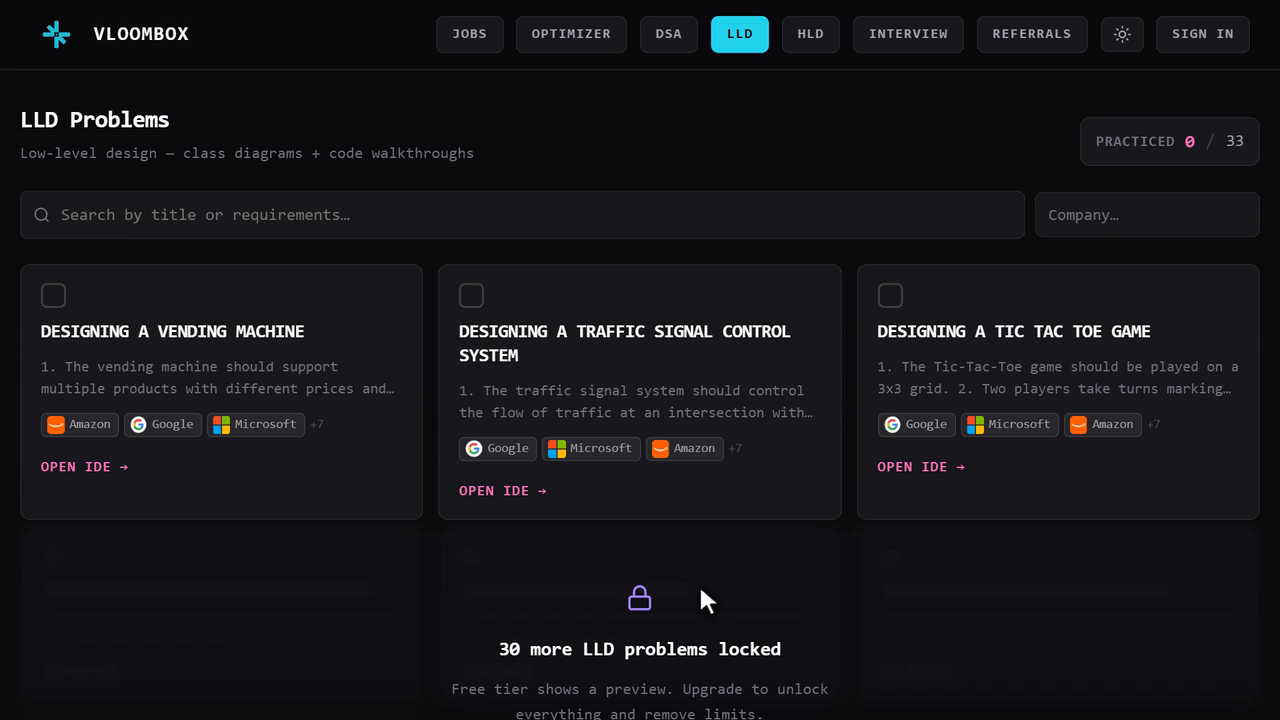 VLOOMBOX
JOBS
OPTIMIZER
DSA
LLD
HLD
INTERVIEW
REFERRALS
SIGN IN
LLD Problems
Low-level design — class diagrams + code walkthroughs
PRACTICED 0 / 33
Search by title or requirements…
Company…
DESIGNING A VENDING MACHINE
1. The vending machine should support
multiple products with different prices and…
Amazon
Google
Microsoft
+7
OPEN IDE →
DESIGNING A TRAFFIC SIGNAL CONTROL
SYSTEM
1. The traffic signal system should control
the flow of traffic at an intersection with…
Google
Microsoft
Amazon
+7
OPEN IDE →
DESIGNING A TIC TAC TOE GAME
1. The Tic-Tac-Toe game should be played on a
3x3 grid. 2. Two players take turns marking…
Google
Microsoft
Amazon
+7
OPEN IDE →
30 more LLD problems locked
Free tier shows a preview. Upgrade to unlock
everything and remove limits.